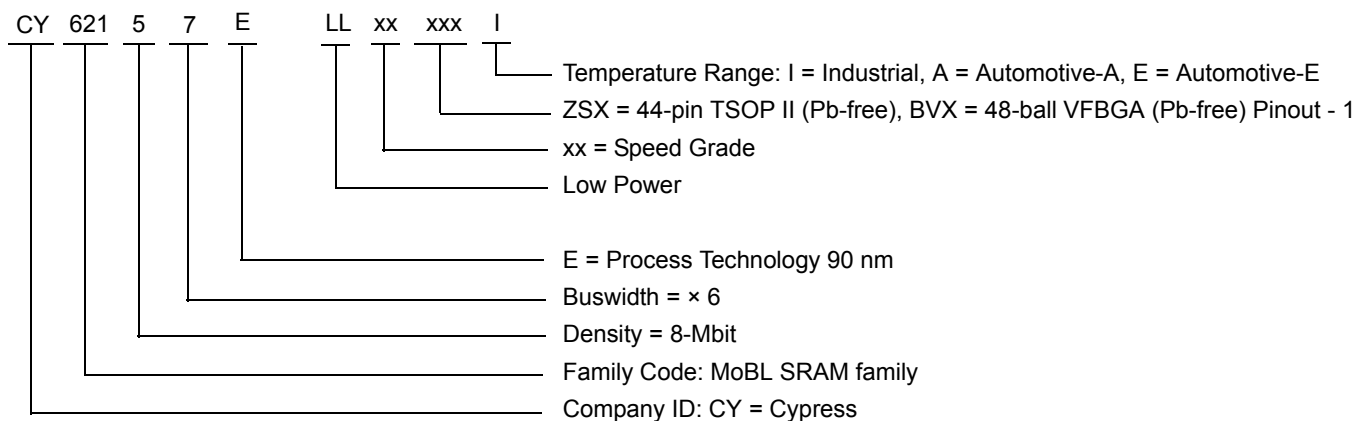 CY 621 5 7 E LL xx xxx I
Temperature Range: I = Industrial, A = Automotive-A, E = Automotive-E
ZSX = 44-pin TSOP II (Pb-free), BVX = 48-ball VFBGA (Pb-free) Pinout - 1
xx = Speed Grade
Low Power
E = Process Technology 90 nm
Buswidth = × 6
Density = 8-Mbit
Family Code: MoBL SRAM family
Company ID: CY = Cypress